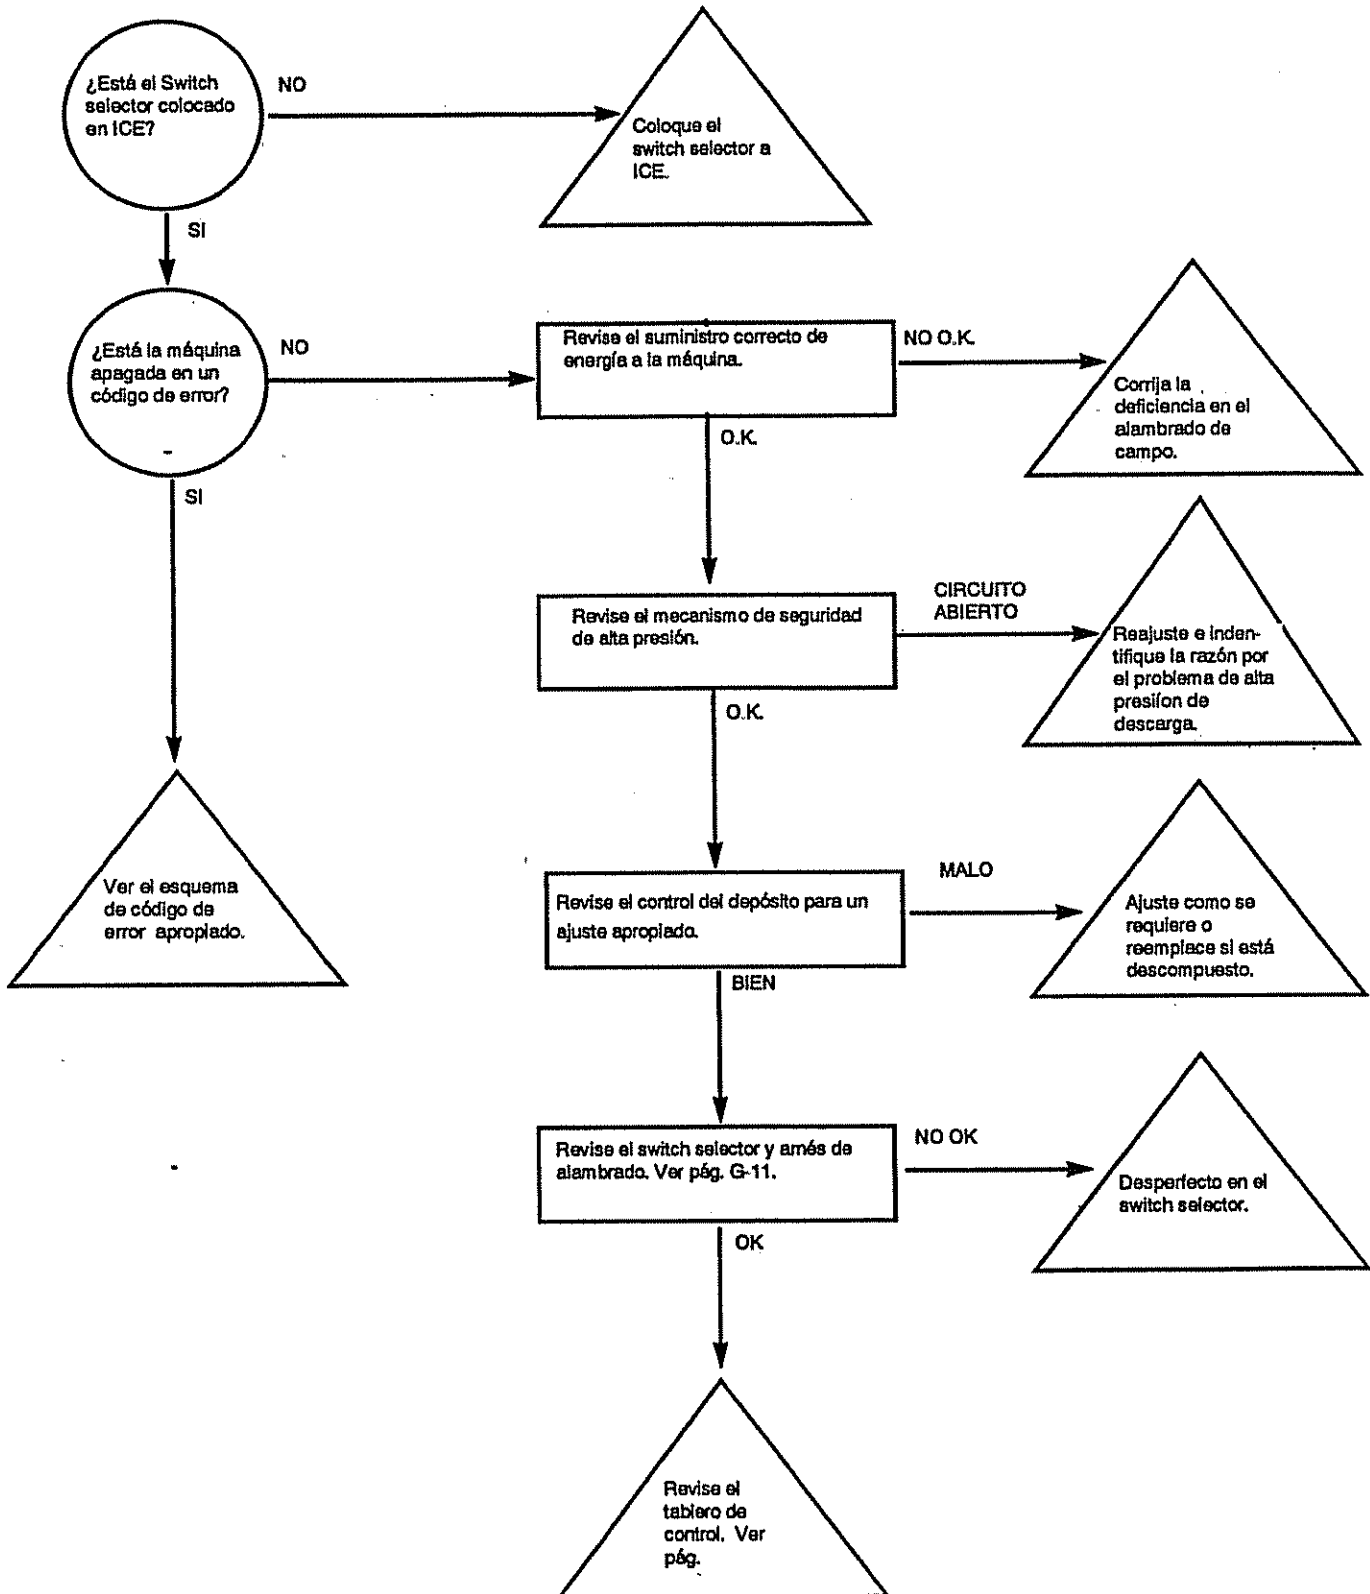 ¿Está el Switch
selector colocado
en ICE?
NO
Coloque el
switch selector a
ICE.
SI
¿Está la máquina
apagada en un
código de error?
NO
Revise el suministro correcto de
energía a la máquina.
NO O.K.
Corrija la
deficiencia en el
alambrado de
campo.
O.K.
SI
Revise el mecanismo de seguridad
de alta presión.
CIRCUITO
ABIERTO
Reajuste e inden-
tifique la razón por
el problema de alta
presiíon de
descarga.
O.K.
Ver el esquema
de código de
error apropiado.
Revise el control del depósito para un
ajuste apropiado.
MALO
Ajuste como se
requiere o
reemplace si está
descompuesto.
BIEN
Revise el switch selector y arnés de
alambrado. Ver pág. G-11.
NO OK
Desperfecto en el
switch selector.
OK
Revise el
tablero de
control. Ver
pág.